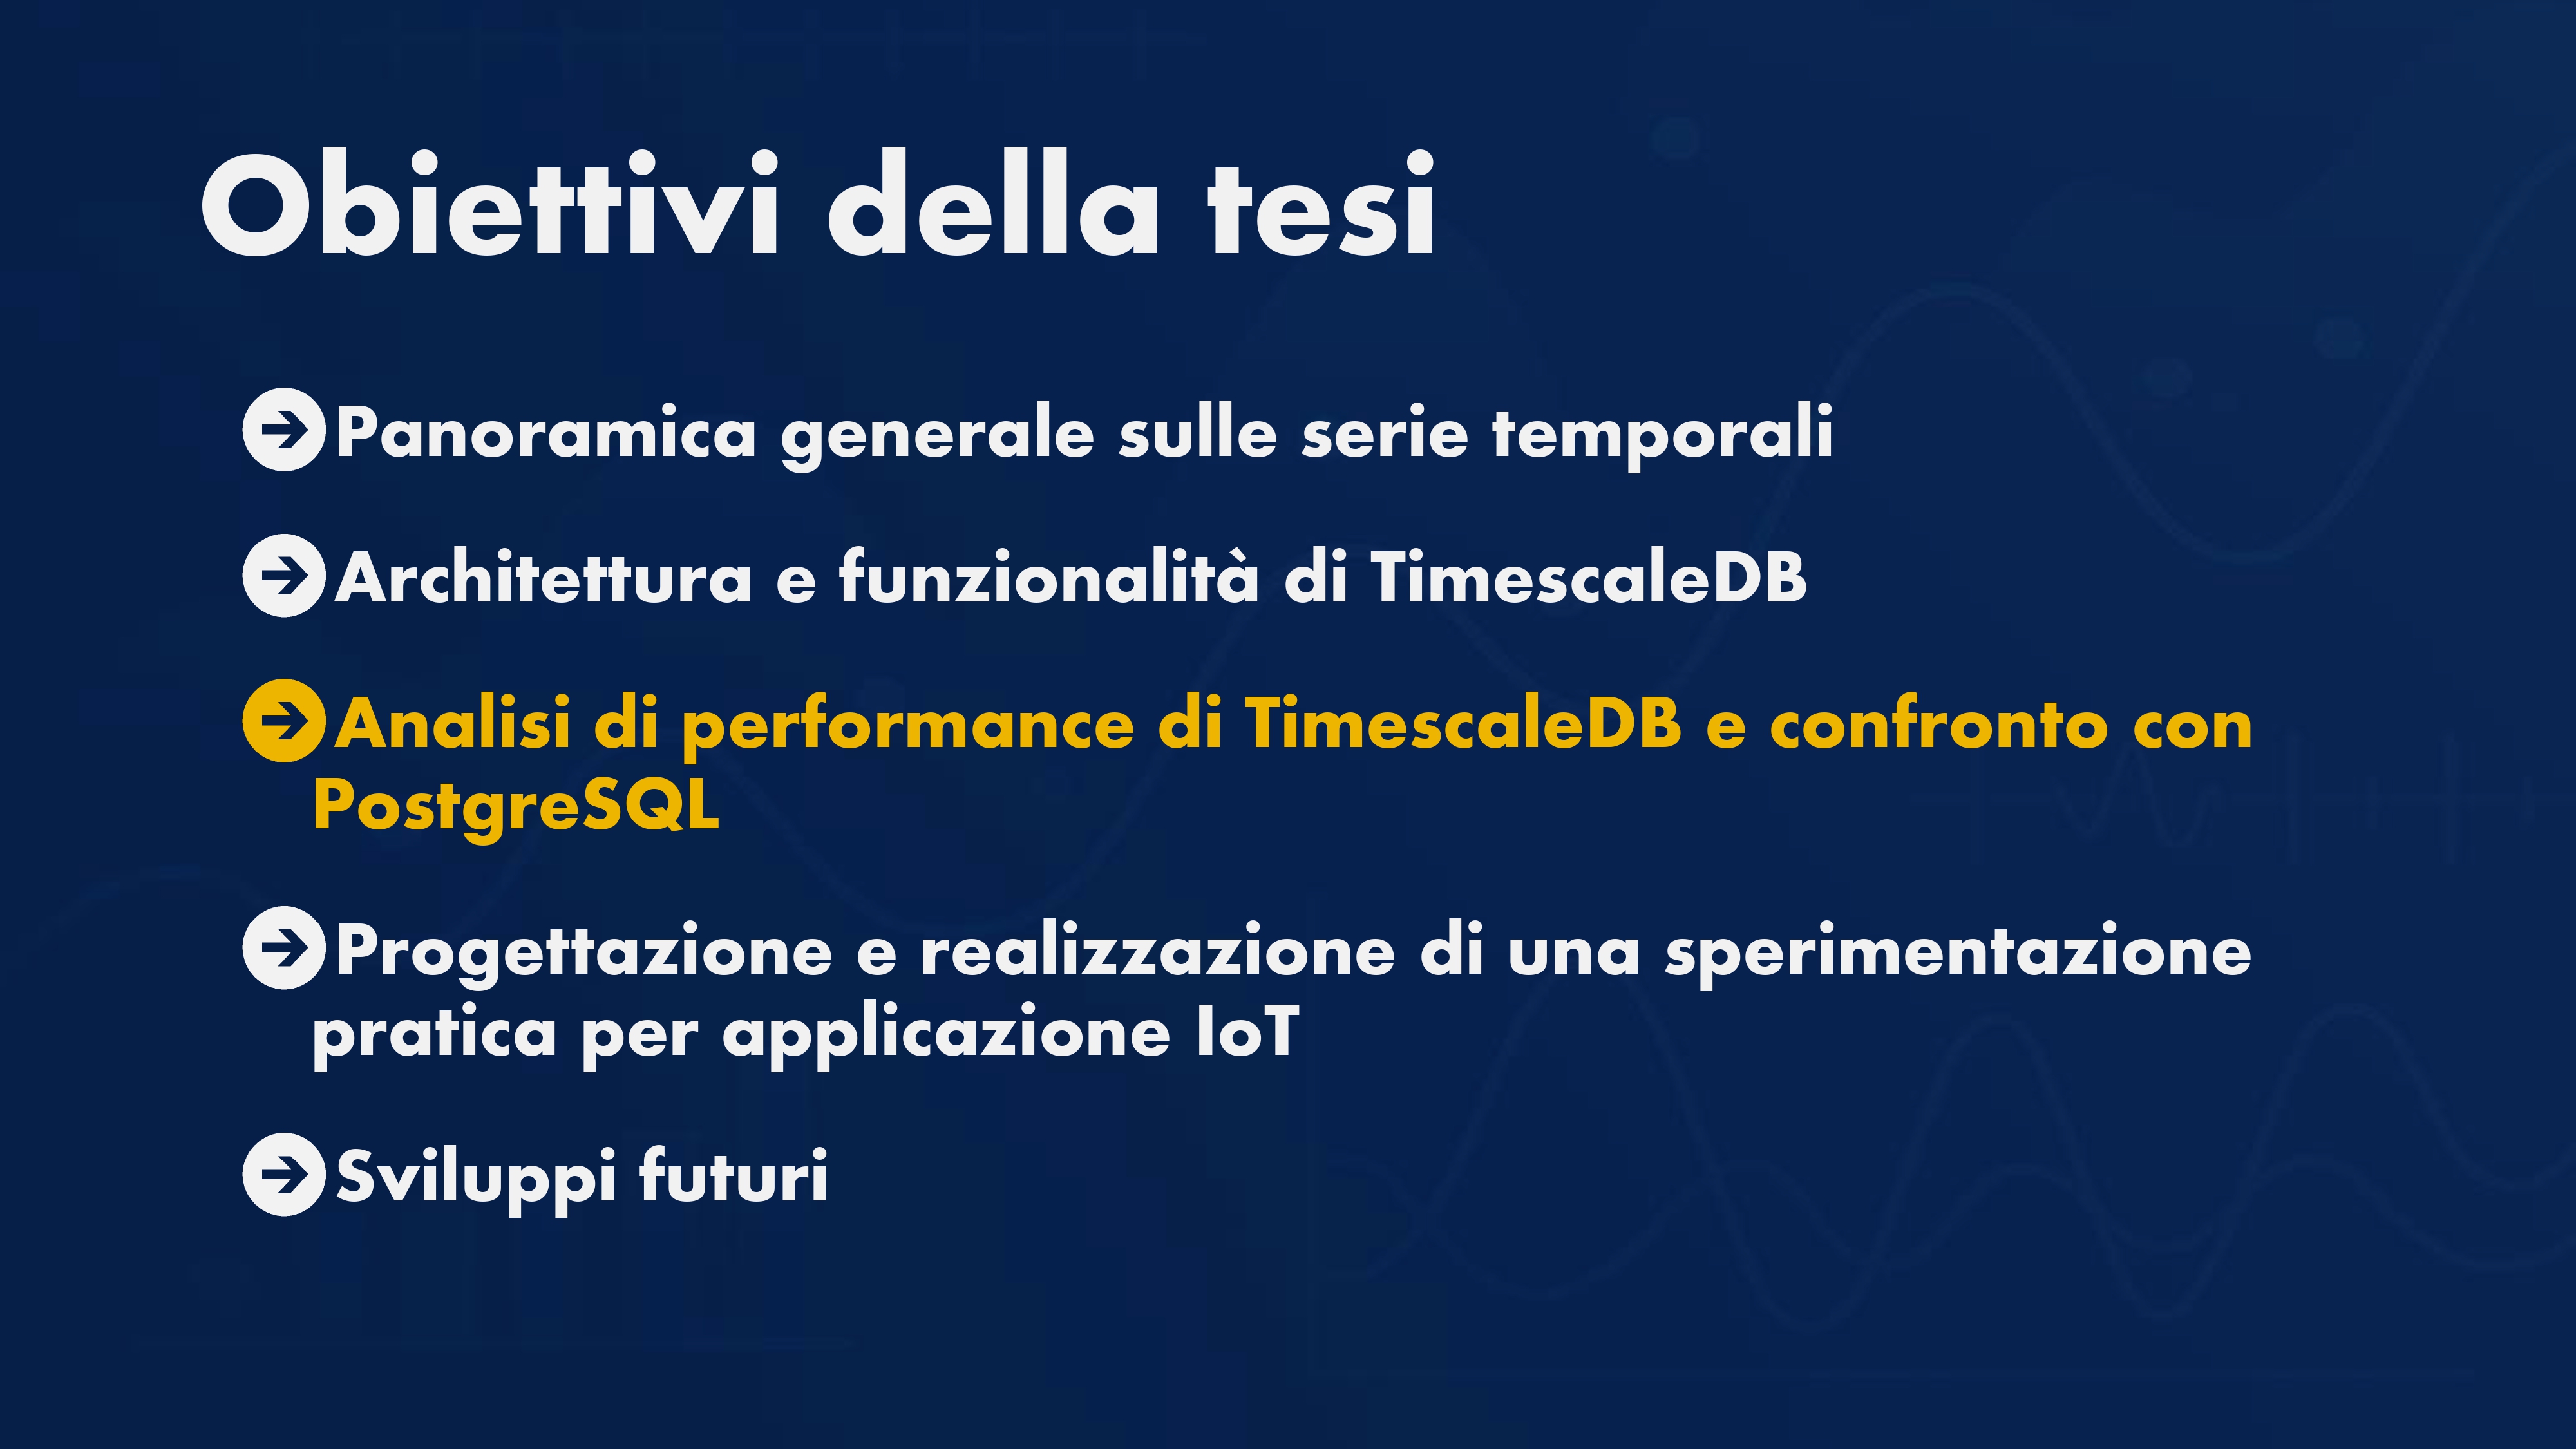 Obiettivi della tesi
Panoramica generale sulle serie temporali
Architettura e funzionalità di TimescaleDB
Analisi di performance di TimescaleDB e confronto con
PostgreSQL
Progettazione e realizzazione di una sperimentazione
pratica per applicazione IoT
Sviluppi futuri